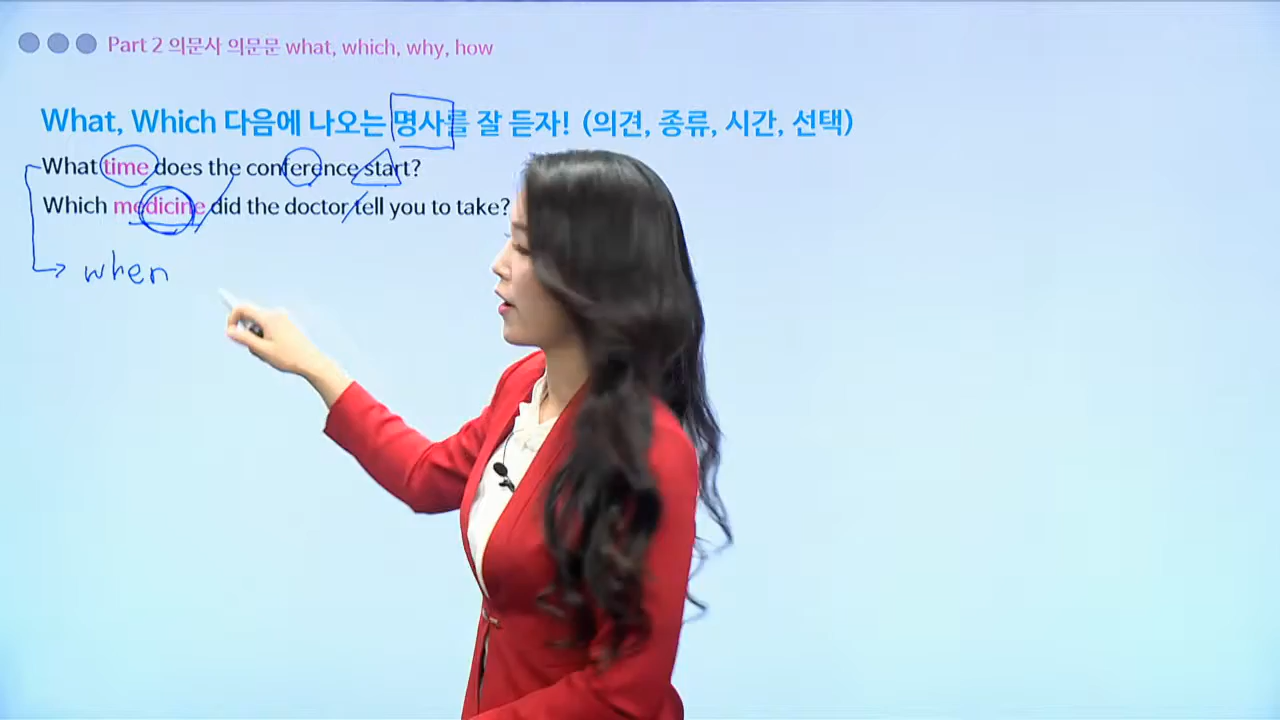 Part 2 의문사 의문문 what, which, why, how
What, Which 다음에 나오는 명사를 잘 듣자! (의견, 종류, 시간, 선택)
What time does the conference start?
Which medicine did the doctor tell you to take?
when